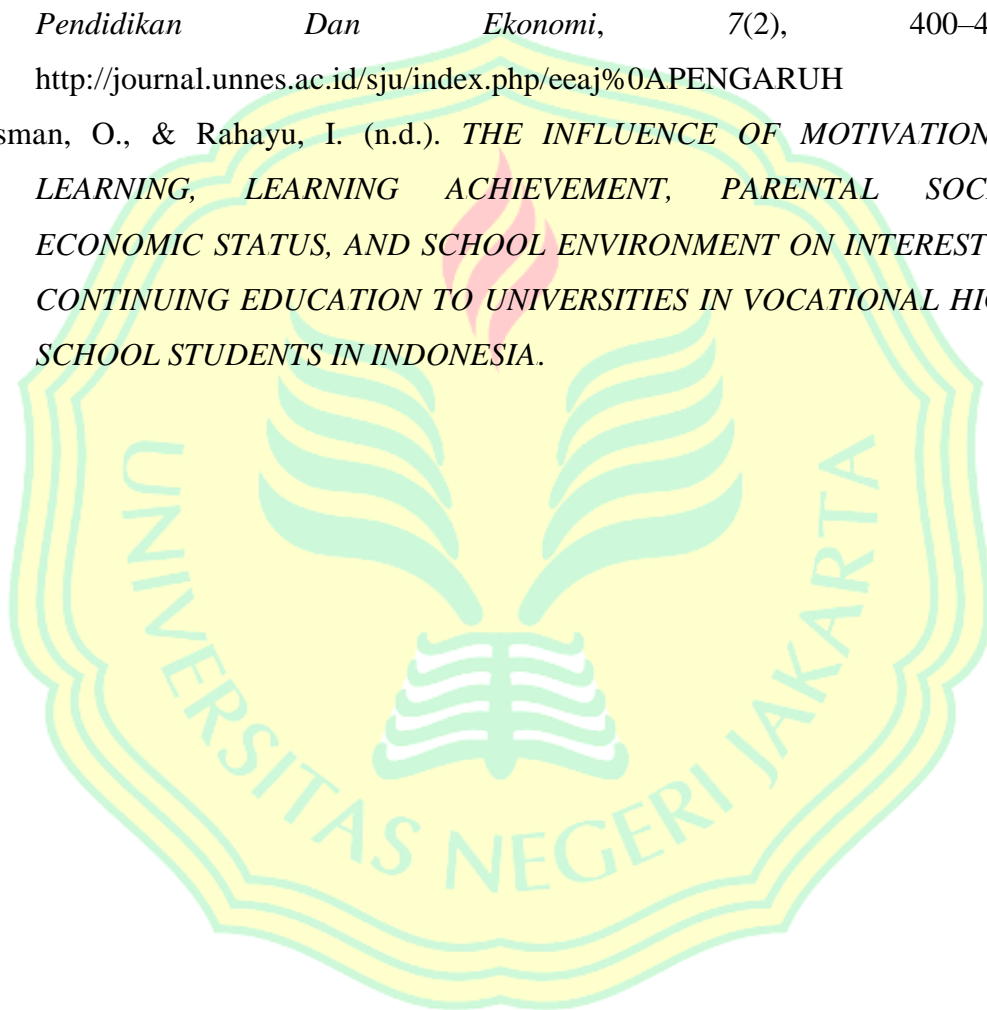 Pendidikan Dan Ekonomi, 7(2), 400–4
http://journal.unnes.ac.id/sju/index.php/eeaj%0APENGARUH
sman, O., & Rahayu, I. (n.d.). THE INFLUENCE OF MOTIVATION
LEARNING, LEARNING ACHIEVEMENT, PARENTAL SOC
ECONOMIC STATUS, AND SCHOOL ENVIRONMENT ON INTEREST
CONTINUING EDUCATION TO UNIVERSITIES IN VOCATIONAL HI
SCHOOL STUDENTS IN INDONESIA.
UNIVERSITAS NEGERI JAKARTA